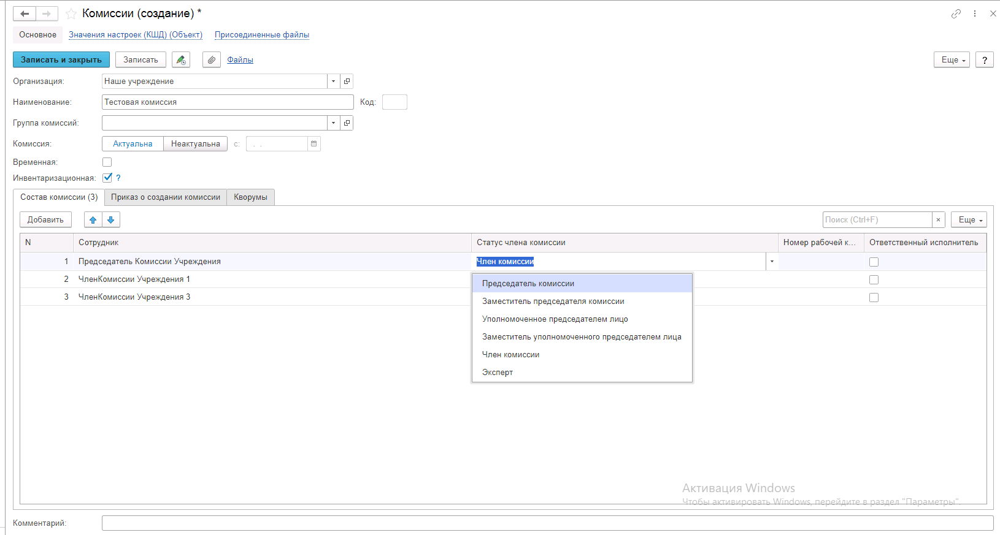 Комиссии (создание) *
Основное Значения настроек (КШД) (Объект) Присоединенные файлы
Записать и закрыть Записать Файлы Еще ?
Организация: Наше учреждение
Наименование: Тестовая комиссия Код:
Группа комиссий:
Комиссия: Актуальна Неактуальна с: . .
Временная:
Инвентаризационная: ?
Состав комиссии (3) Приказ о создании комиссии Кворумы
Добавить Поиск (Ctrl+F) × Еще
N Сотрудник Статус члена комиссии Номер рабочей к... Ответственный исполнитель
1 Председатель Комиссии Учреждения Член комиссии
2 ЧленКомиссии Учреждения 1
3 ЧленКомиссии Учреждения 3
Председатель комиссии
Заместитель председателя комиссии
Уполномоченное председателем лицо
Заместитель уполномоченного председателем лица
Член комиссии
Эксперт
Активация Windows
Чтобы активировать Windows, перейдите в раздел "Параметры".
Комментарий: